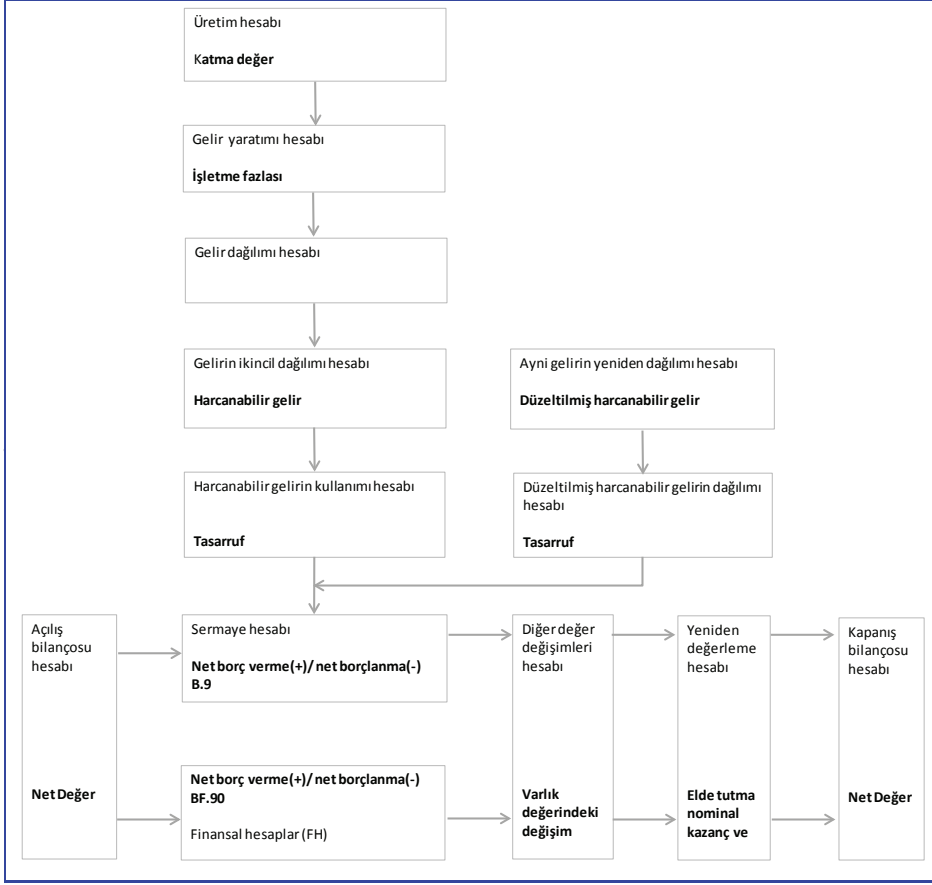 Üretim hesabı
Katma değer
Gelir yaratımı hesabı
İşletme fazlası
Gelir dağılımı hesabı
Gelirin ikincil dağılımı hesabı
Harcanabilir gelir
Ayni gelirin yeniden dağılımı hesabı
Düzeltilmiş harcanabilir gelir
Harcanabilir gelirin kullanımı hesabı
Tasarruf
Düzeltilmiş harcanabilir gelirin dağılımı
hesabı
Tasarruf
Açılış
bilançosu
hesabı
Net Değer
Sermaye hesabı
Net borç verme(+)/ net borçlanma(-)
B.9
Net borç verme(+)/ net borçlanma(-)
BF.90
Finansal hesaplar (FH)
Diğer değer
değişimleri
hesabı
Varlık
değerindeki
değişim
Yeniden
değerleme
hesabı
Elde tutma
nominal
kazanç ve
Kapanış
bilançosu
hesabı
Net Değer